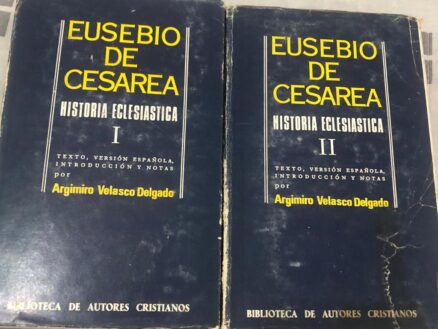 EUSEBIO
DE
CESAREA
HISTORIA ECLESIASTICA
I
TEXTO, VERSIÓN ESPAÑOLA,
INTRODUCCIÓN Y NOTAS
por
Argimiro Velasco Delgado
BIBLIOTECA DE AUTORES CRISTIANOS
EUSEBIO
DE
CESAREA
HISTORIA ECLESIASTICA
II
TEXTO, VERSIÓN ESPAÑOLA,
INTRODUCCIÓN Y NOTAS
por
Argimiro Velasco Delgado
BIBLIOTECA DE AUTORES CRISTIANOS